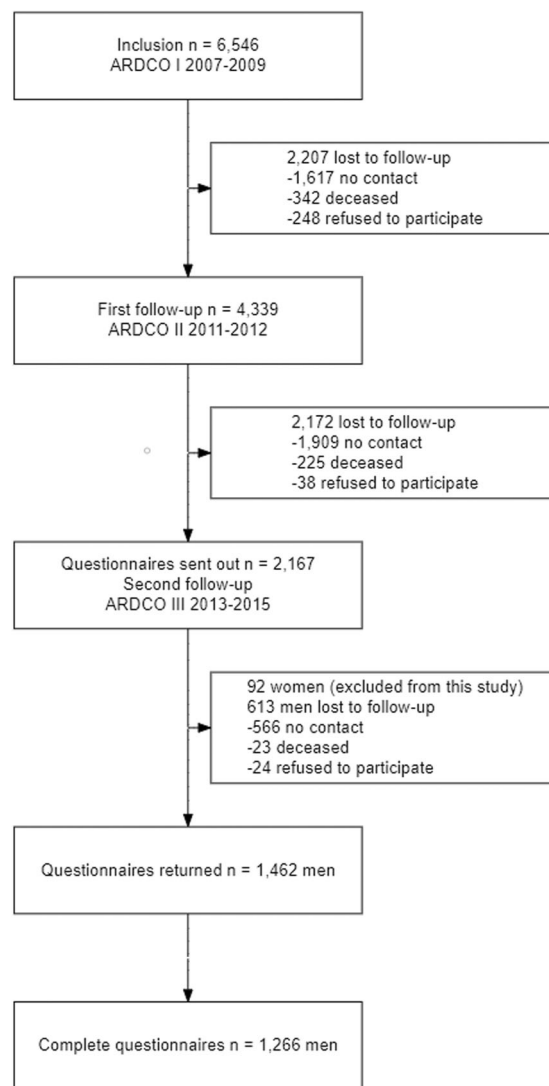 Inclusion n = 6,546
ARDCO I 2007-2009
2,207 lost to follow-up
-1,617 no contact
-342 deceased
-248 refused to participate
First follow-up n = 4,339
ARDCO II 2011-2012
2,172 lost to follow-up
-1,909 no contact
-225 deceased
-38 refused to participate
Questionnaires sent out n = 2,167
Second follow-up
ARDCO III 2013-2015
92 women (excluded from this study)
613 men lost to follow-up
-566 no contact
-23 deceased
-24 refused to participate
Questionnaires returned n = 1,462 men
Complete questionnaires n = 1,266 men